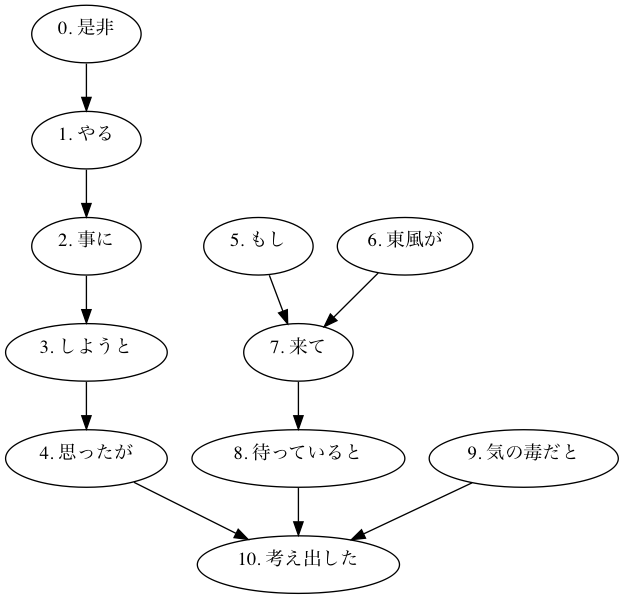 0. 是非
1. やる
2. 事に
5. もし
6. 東風が
3. しようと
7. 来て
4. 思ったが
8. 待っていると
9. 気の毒だと
10. 考え出した